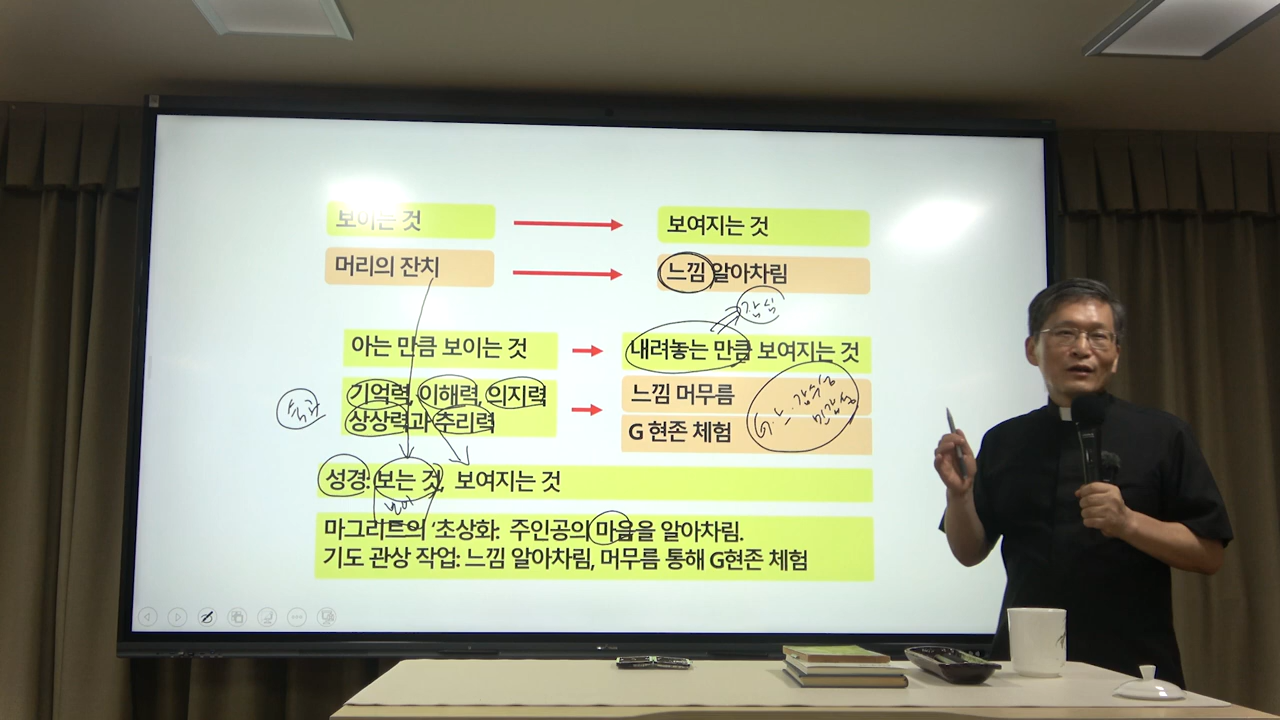 보이는 것
보여지는 것
머리의 잔치
느낌 알아차림
아는 만큼 보이는 것
내려놓는 만큼 보여지는 것
기억력, 이해력, 의지력
상상력과 추리력
느낌 머무름
G 현존 체험
성경: 보는 것, 보여지는 것
마그리트의 '초상화: 주인공의 마음을 알아차림.
기도 관상 작업: 느낌 알아차림, 머무름 통해 G현존 체험